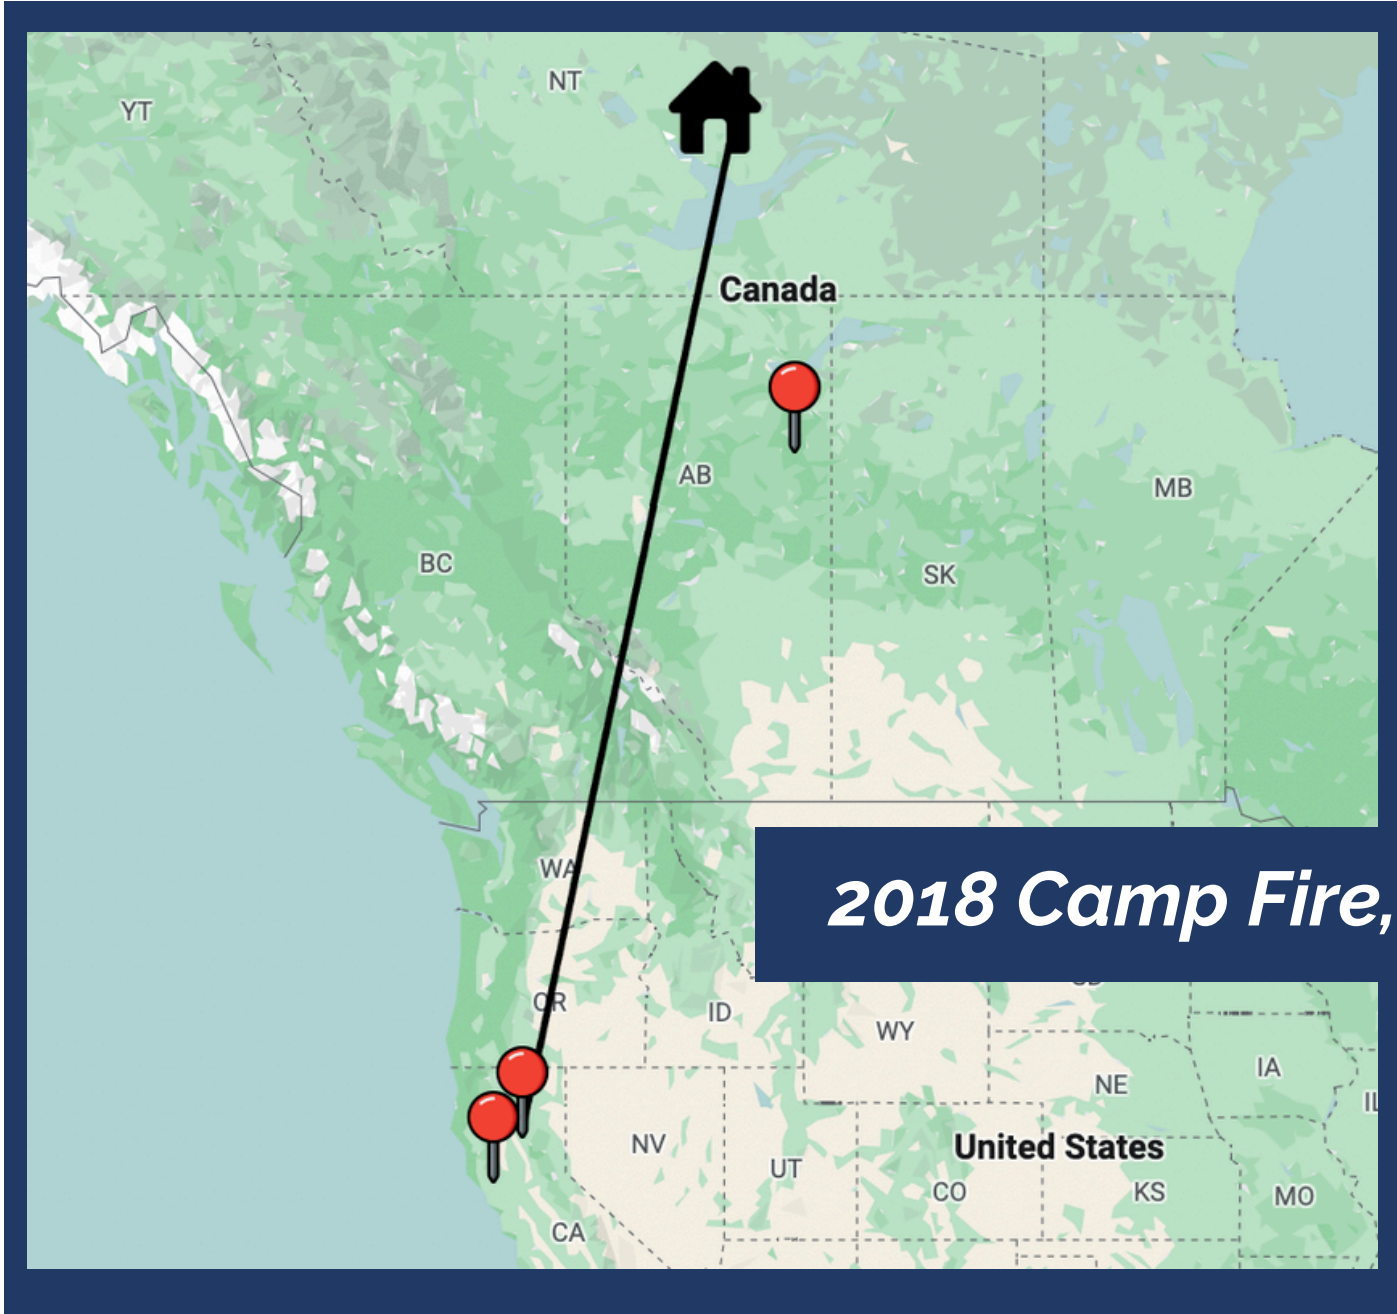 NT
YT
Canada
AB
MB
BC
SK
WA
2018 Camp Fire,
OR
ID
WY
IA
NE
United States
NV
UT
CO
KS
MO
CA